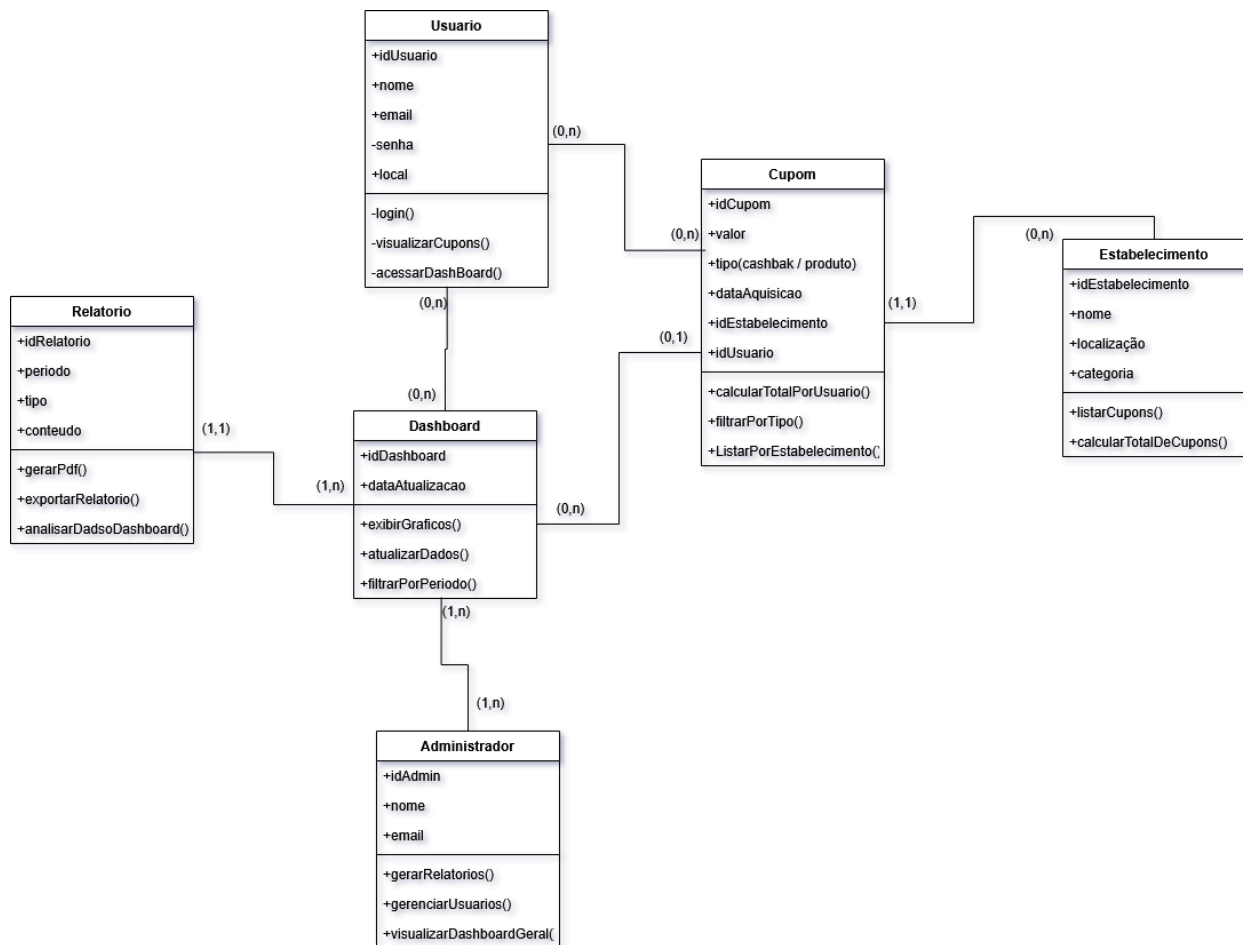 Usuario
+idUsuario
+nome
+email
-senha
+local
-login()
-visualizarCupons()
-acessarDashBoard()
(0,n)
(0,n)
Cupom
+idCupom
+valor
+tipo(cashbak / produto)
+dataAquisicao
+idEstabelecimento
+idUsuario
+calcularTotalPorUsuario()
+filtrarPorTipo()
+ListarPorEstabelecimento()
(1,1)
(0,n)
Estabelecimento
+idEstabelecimento
+nome
+localização
+categoria
+listarCupons()
+calcularTotalDeCupons()
(0,n)
(0,1)
Relatorio
+idRelatorio
+periodo
+tipo
+conteudo
+gerarPdf()
+exportarRelatorio()
+analisarDadsoDashboard()
(1,1)
(0,n)
Dashboard
+idDashboard
+dataAtualizacao
+exibirGraficos()
+atualizarDados()
+filtrarPorPeriodo()
(1,n)
(0,n)
(1,n)
(1,n)
Administrador
+idAdmin
+nome
+email
+gerarRelatorios()
+gerenciarUsuarios()
+visualizarDashboardGeral(